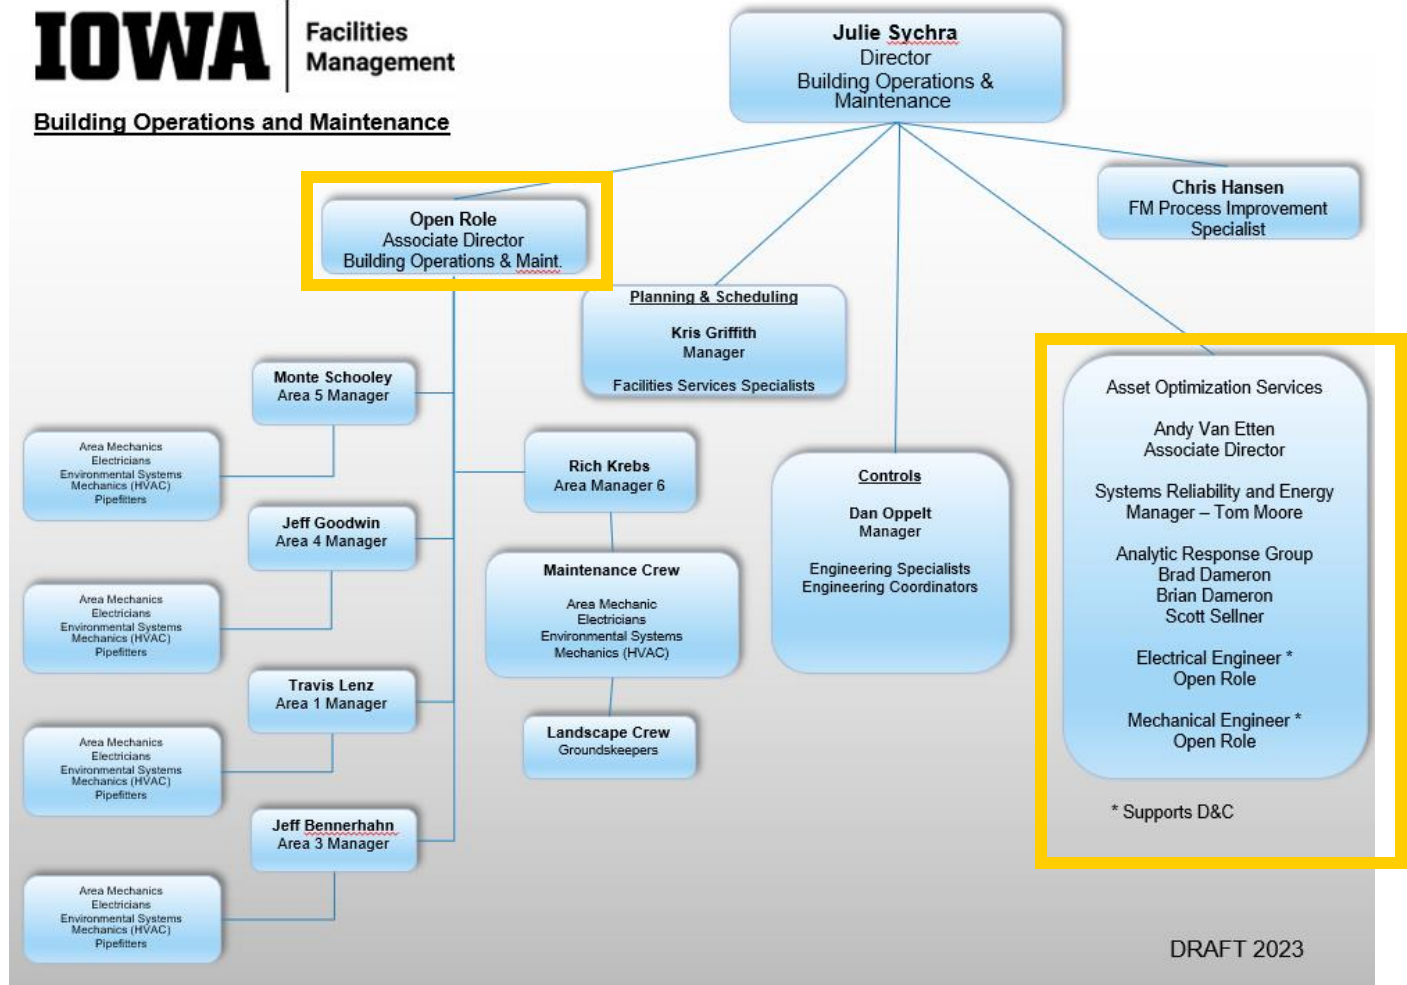 IOWA
Facilities
Management
Building Operations and Maintenance
Julie Sychra
Director
Building Operations &
Maintenance
Open Role
Associate Director
Building Operations & Maint.
Chris Hansen
FM Process Improvement
Specialist
Planning & Scheduling
Kris Griffith
Manager
Facilities Services Specialists
Monte Schooley
Area 5 Manager
Area Mechanics
Electricians
Environmental Systems
Mechanics (HVAC)
Pipefitters
Jeff Goodwin
Area 4 Manager
Area Mechanics
Electricians
Environmental Systems
Mechanics (HVAC)
Pipefitters
Travis Lenz
Area 1 Manager
Area Mechanics
Electricians
Environmental Systems
Mechanics (HVAC)
Pipefitters
Jeff Bennerhahn
Area 3 Manager
Area Mechanics
Electricians
Environmental Systems
Mechanics (HVAC)
Pipefitters
Rich Krebs
Area Manager 6
Maintenance Crew
Area Mechanic
Electricians
Environmental Systems
Mechanics (HVAC)
Landscape Crew
Groundskeepers
Controls
Dan Oppelt
Manager
Engineering Specialists
Engineering Coordinators
Asset Optimization Services
Andy Van Etten
Associate Director
Systems Reliability and Energy
Manager – Tom Moore
Analytic Response Group
Brad Dameron
Brian Dameron
Scott Sellner
Electrical Engineer *
Open Role
Mechanical Engineer *
Open Role
* Supports D&C
DRAFT 2023